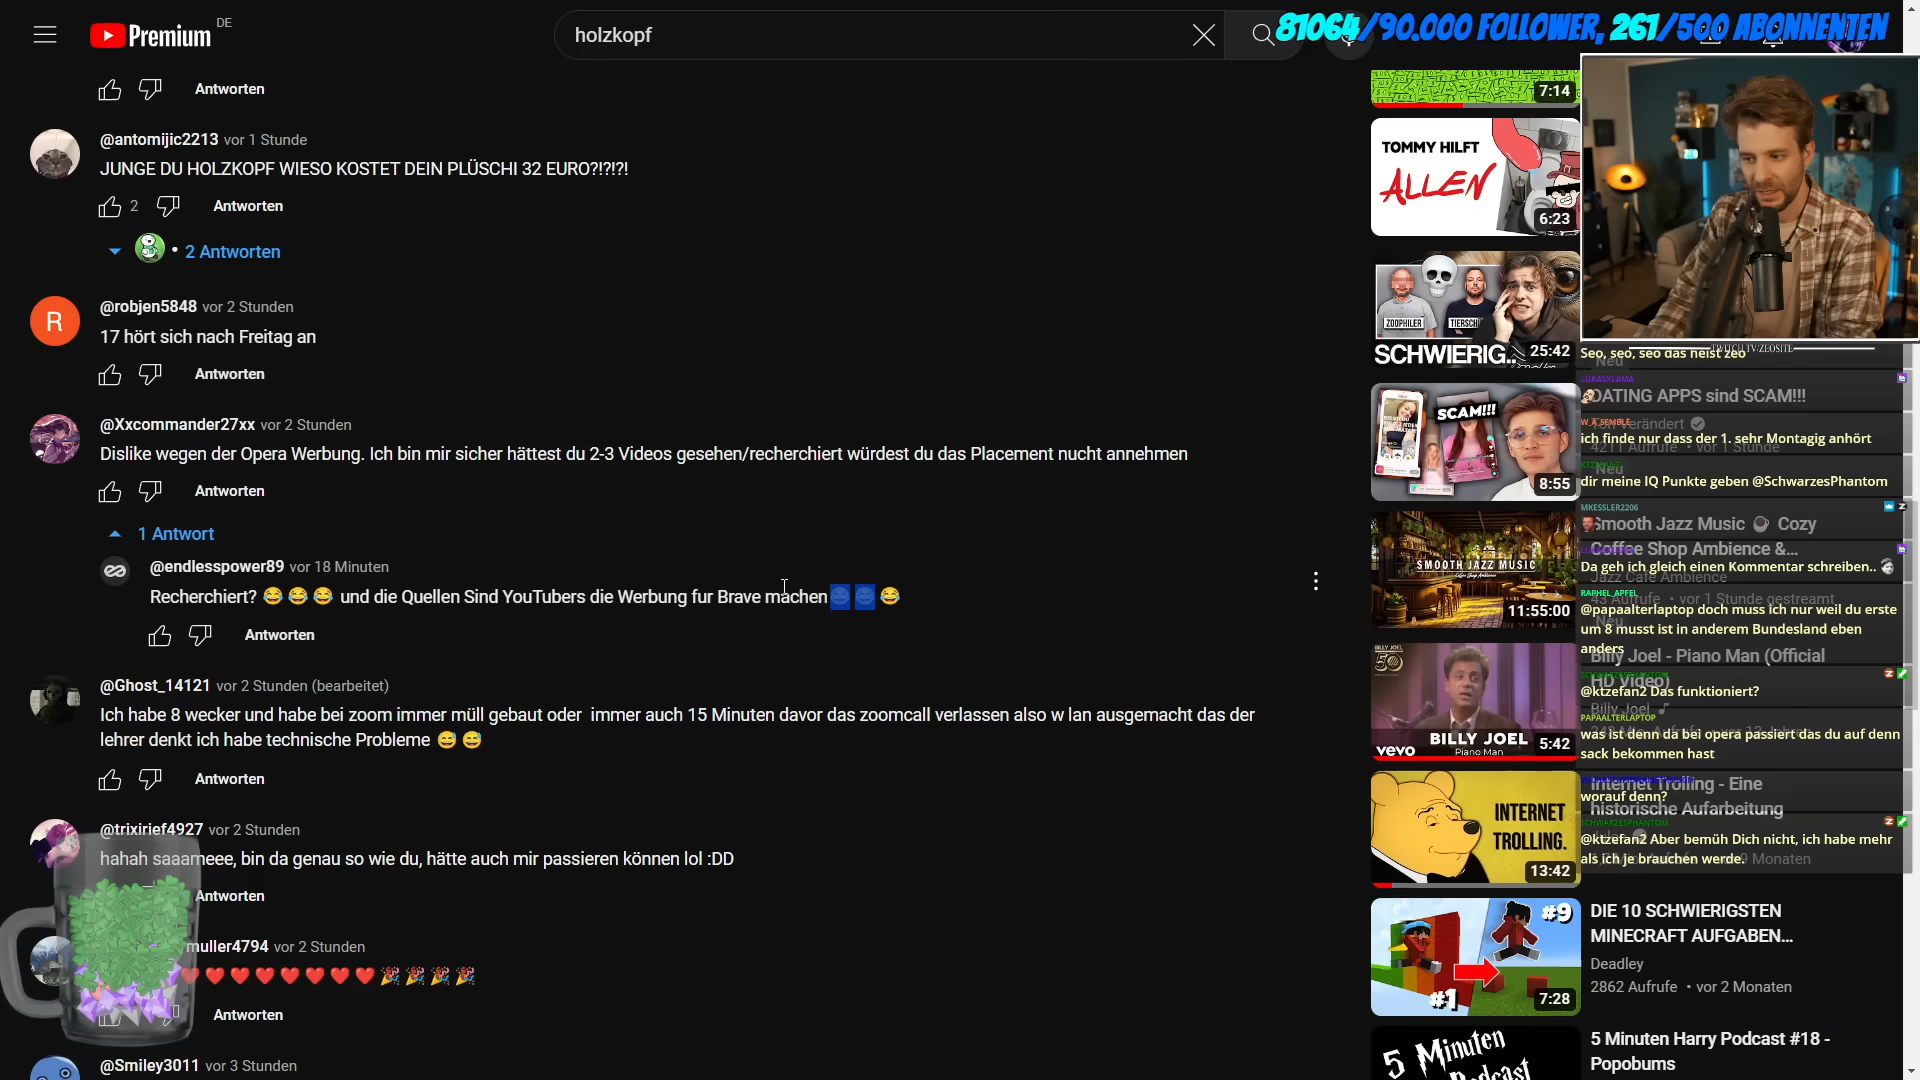 Premium DE
holzkopf
81064/90.000 FOLLOWER, 261/500 ABONNENTEN
Antworten
@antomijic2213 vor 1 Stunde
JUNGE DU HOLZKOPF WIESO KOSTET DEIN PLÜSCHI 32 EURO?!?!?!
2 Antworten
2 Antworten
@robjen5848 vor 2 Stunden
R
17 hört sich nach Freitag an
Antworten
@Xxcommander27xx vor 2 Stunden
Dislike wegen der Opera Werbung. Ich bin mir sicher hättest du 2-3 Videos gesehen/recherchiert würdest du das Placement nucht annehmen
Antworten
1 Antwort
@endlesspower89 vor 18 Minuten
Recherchiert? 😂 😂 😂 und die Quellen Sind YouTubers die Werbung fur Brave machen😂 😂 😂
Antworten
@Ghost_14121 vor 2 Stunden (bearbeitet)
Ich habe 8 wecker und habe bei zoom immer müll gebaut oder immer auch 15 Minuten davor das zoomcall verlassen also w lan ausgemacht das der
lehrer denkt ich habe technische Probleme 😅 😅
Antworten
@trixirief4927 vor 2 Stunden
hahah saaameee, bin da genau so wie du, hätte auch mir passieren können lol :DD
Antworten
muller4794 vor 2 Stunden
❤ ❤ ❤ ❤ ❤ ❤ ❤ ❤ 🎉 🎉 🎉 🎉
Antworten
@Smiley3011 vor 3 Stunden
7:14
TOMMY HILFT
ALLEN
6:23
ZOOPHILER
TIERSCH
SCHWIERIG..
25:42
SCAM!!!
8:55
SMOOTH JAZZ MUSIC
11:55:00
BILLY JOEL
50
vevo
BILLY JOEL
Piano Man
5:42
INTERNET
TROLLING.
13:42
#9
#1
7:28
5 Minuten
Podcast
TWITCH.TV/ZEOSITE
Seo, seo, seo das heist zeo
Neu
LUKASXLAMA
DATING APPS sind SCAM!!!
W_A_SEMBLE
Verändert
ich finde nur dass der 1. sehr Montagig anhört
4211 Aufrufe • vor 1 Stunde
Neu
dir meine IQ Punkte geben @SchwarzesPhantom
MKESSLER2206
Smooth Jazz Music ☕ Cozy
Coffee Shop Ambience &...
Da geh ich gleich einen Kommentar schreiben..
Jazz Cafe Ambience
43 Aufrufe • vor 1 Stunde gestreamt
RAPHEL_APFEL
@papaalterlaptop doch muss ich nur weil du erste
um 8 musst ist in anderem Bundesland eben
anders
Neu
Billy Joel - Piano Man (Official
HD Video)
@ktzefan2 Das funktioniert?
Billy Joel
PAPAALTERLAPTOP
was ist denn da bei opera passiert das du auf denn
sack bekommen hast
Internet Trolling - Eine
historische Aufarbeitung
worauf denn?
SCHWARZESPHANTOM
@ktzefan2 Aber bemüh Dich nicht, ich habe mehr
als ich je brauchen werde.
9 Monaten
DIE 10 SCHWIERIGSTEN
MINECRAFT AUFGABEN...
Deadley
2862 Aufrufe • vor 2 Monaten
5 Minuten Harry Podcast #18 -
Popobums